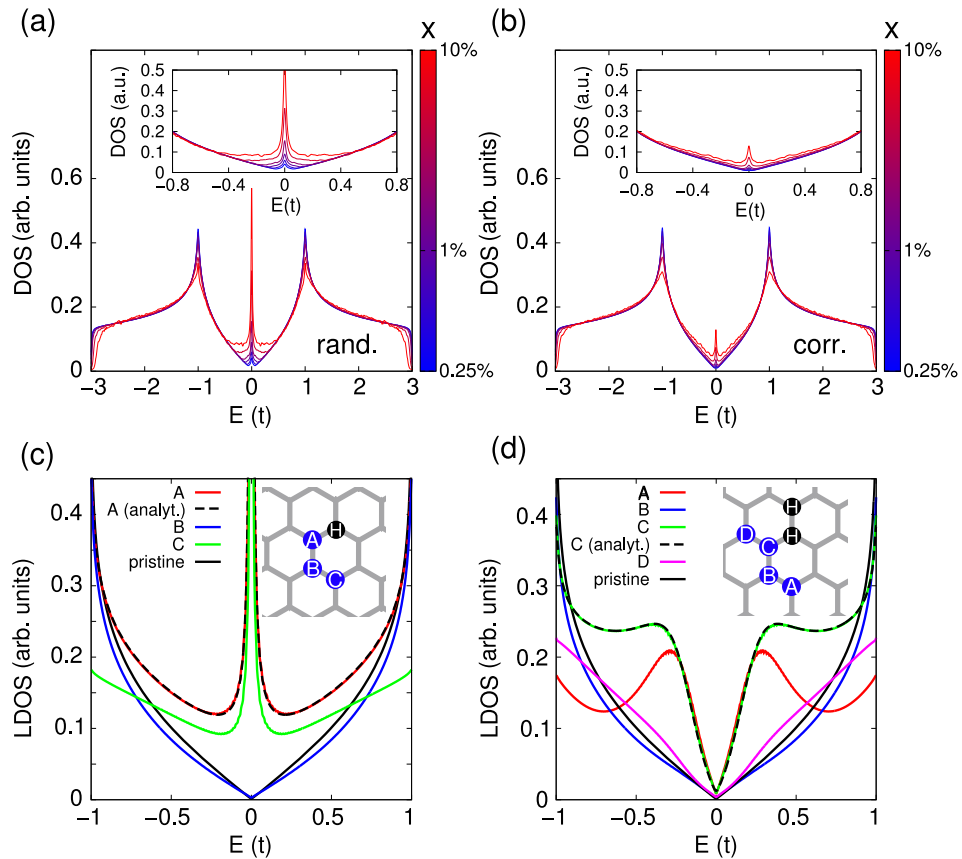 (a)
x
10%
1%
0.25%
DOS (arb. units)
0.6
0.4
0.2
0
-3
-2
-1
0
1
2
3
E (t)
rand.
DOS (a.u.)
0.5
0.4
0.3
0.2
0.1
0
-0.8
-0.4
0
0.4
0.8
E(t)
(b)
x
10%
1%
0.25%
DOS (arb. units)
0.6
0.4
0.2
0
-3
-2
-1
0
1
2
3
E (t)
corr.
DOS (a.u.)
0.5
0.4
0.3
0.2
0.1
0
-0.8
-0.4
0
0.4
0.8
E(t)
(c)
LDOS (arb. units)
0.4
0.3
0.2
0.1
0
-1
-0.5
0
0.5
1
E (t)
A
A (analyt.)
B
C
pristine
A
H
B
C
(d)
LDOS (arb. units)
0.4
0.3
0.2
0.1
0
-1
-0.5
0
0.5
1
E (t)
A
B
C
C (analyt.)
D
pristine
H
D
H
C
B
A